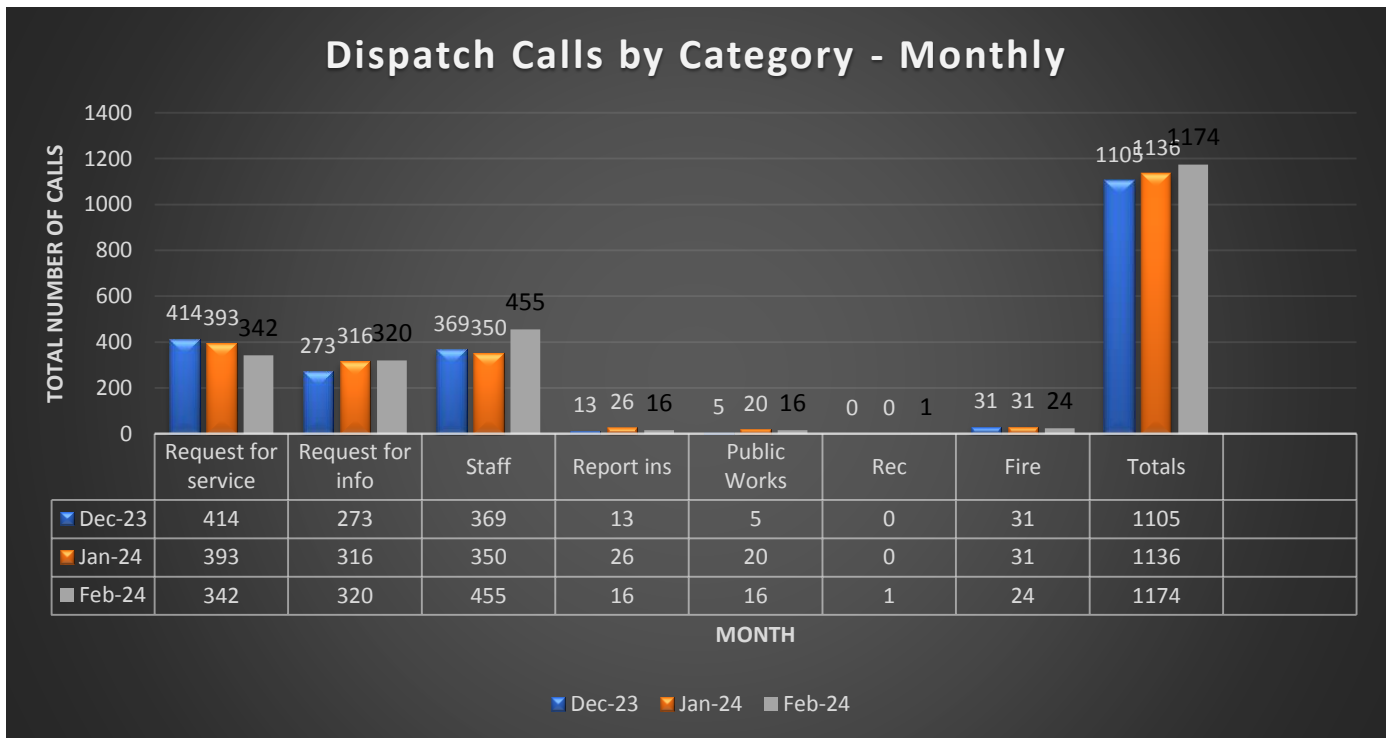 Dispatch Calls by Category - Monthly
TOTAL NUMBER OF CALLS
1400
1200
1000
800
600
400
200
0
414 393 342
273 316 320
369 350 455
13 26 16
5 20 16
0 0 1
31 31 24
1105 1136 1174
Request for service Request for info Staff Report ins Public Works Rec Fire Totals
Dec-23 414 273 369 13 5 0 31 1105
Jan-24 393 316 350 26 20 0 31 1136
Feb-24 342 320 455 16 16 1 24 1174
MONTH
Dec-23 Jan-24 Feb-24